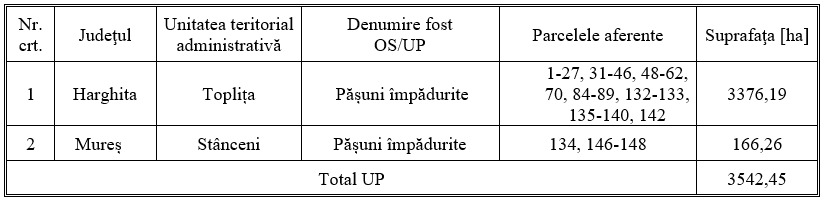 Nr. crt. Judeţul Unitatea teritorial administrativă Denumire fost OS/UP Parcelele aferente Suprafaţa [ha]
1 Harghita Toplița Pășuni împădurite 1-27, 31-46, 48-62, 70, 84-89, 132-133, 135-140, 142 3376,19
2 Mureș Stânceni Pășuni împădurite 134, 146-148 166,26
Total UP 3542,45